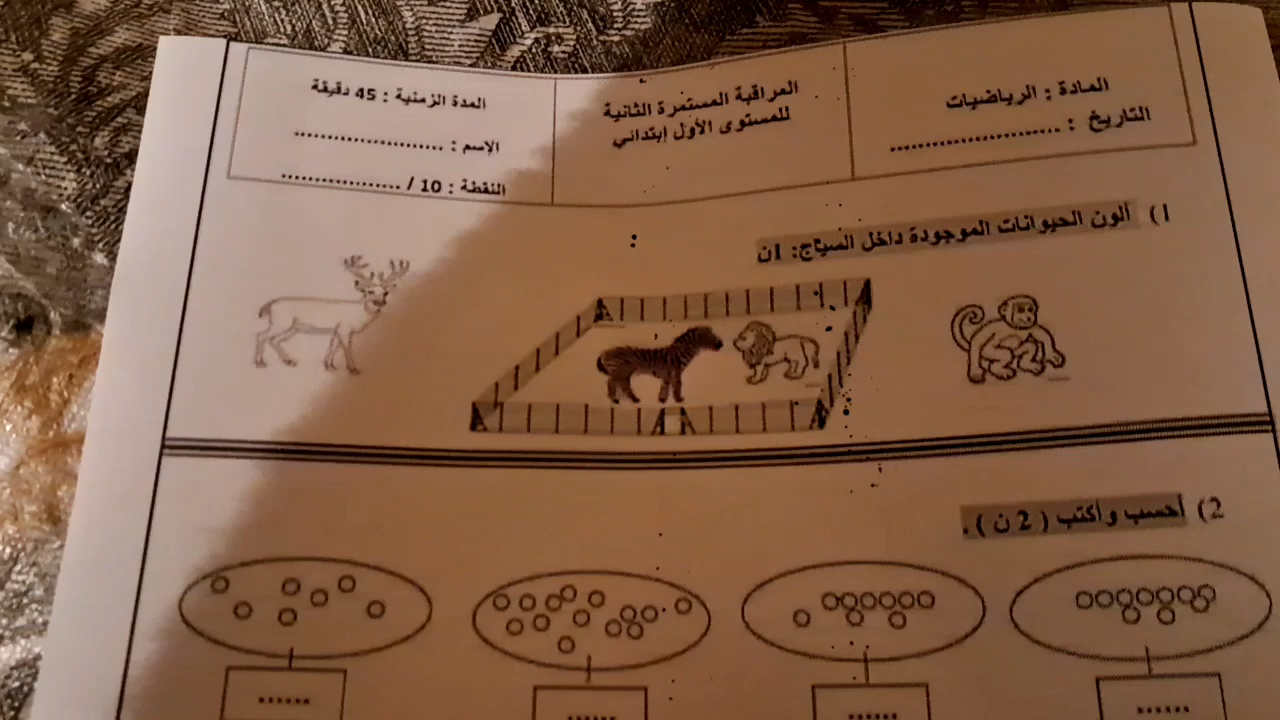 المادة : الرياضيات
التاريخ : ..............................
المراقبة المستمرة الثانية
للمستوى الأول إبتدائي
المدة الزمنية : 45 دقيقة
الإسم : ..........................
النقطة : 10 / ......................
1) ألون الحيوانات الموجودة داخل السياج: 1ن
2) أحسب وأكتب ( 2 ن ) .
...... ...... ...... ......